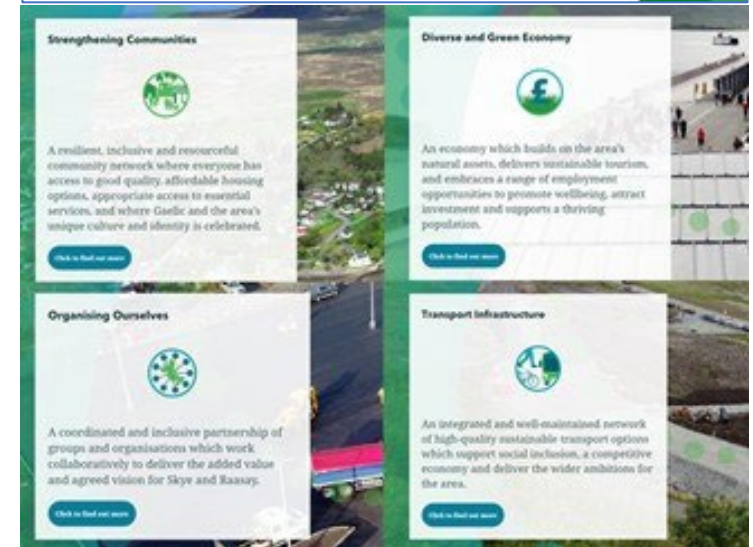 Strengthening Communities
A resilient, inclusive and resourceful
community network where everyone has
access to good quality, affordable housing
options, appropriate access to essential
services, and where Gaelic and the area's
unique culture and identity is celebrated.
Click to find out more
Diverse and Green Economy
£
An economy which builds on the area's
natural assets, delivers sustainable tourism,
and embraces a range of employment
opportunities to promote wellbeing, attract
investment and supports a thriving
population.
Click to find out more
Organising Ourselves
A coordinated and inclusive partnership of
groups and organisations which work
collaboratively to deliver the added value
and agreed vision for Skye and Raasay.
Click to find out more
Transport Infrastructure
An integrated and well-maintained network
of high-quality sustainable transport options
which support social inclusion, a competitive
economy and deliver the wider ambitions for
the area.
Click to find out more